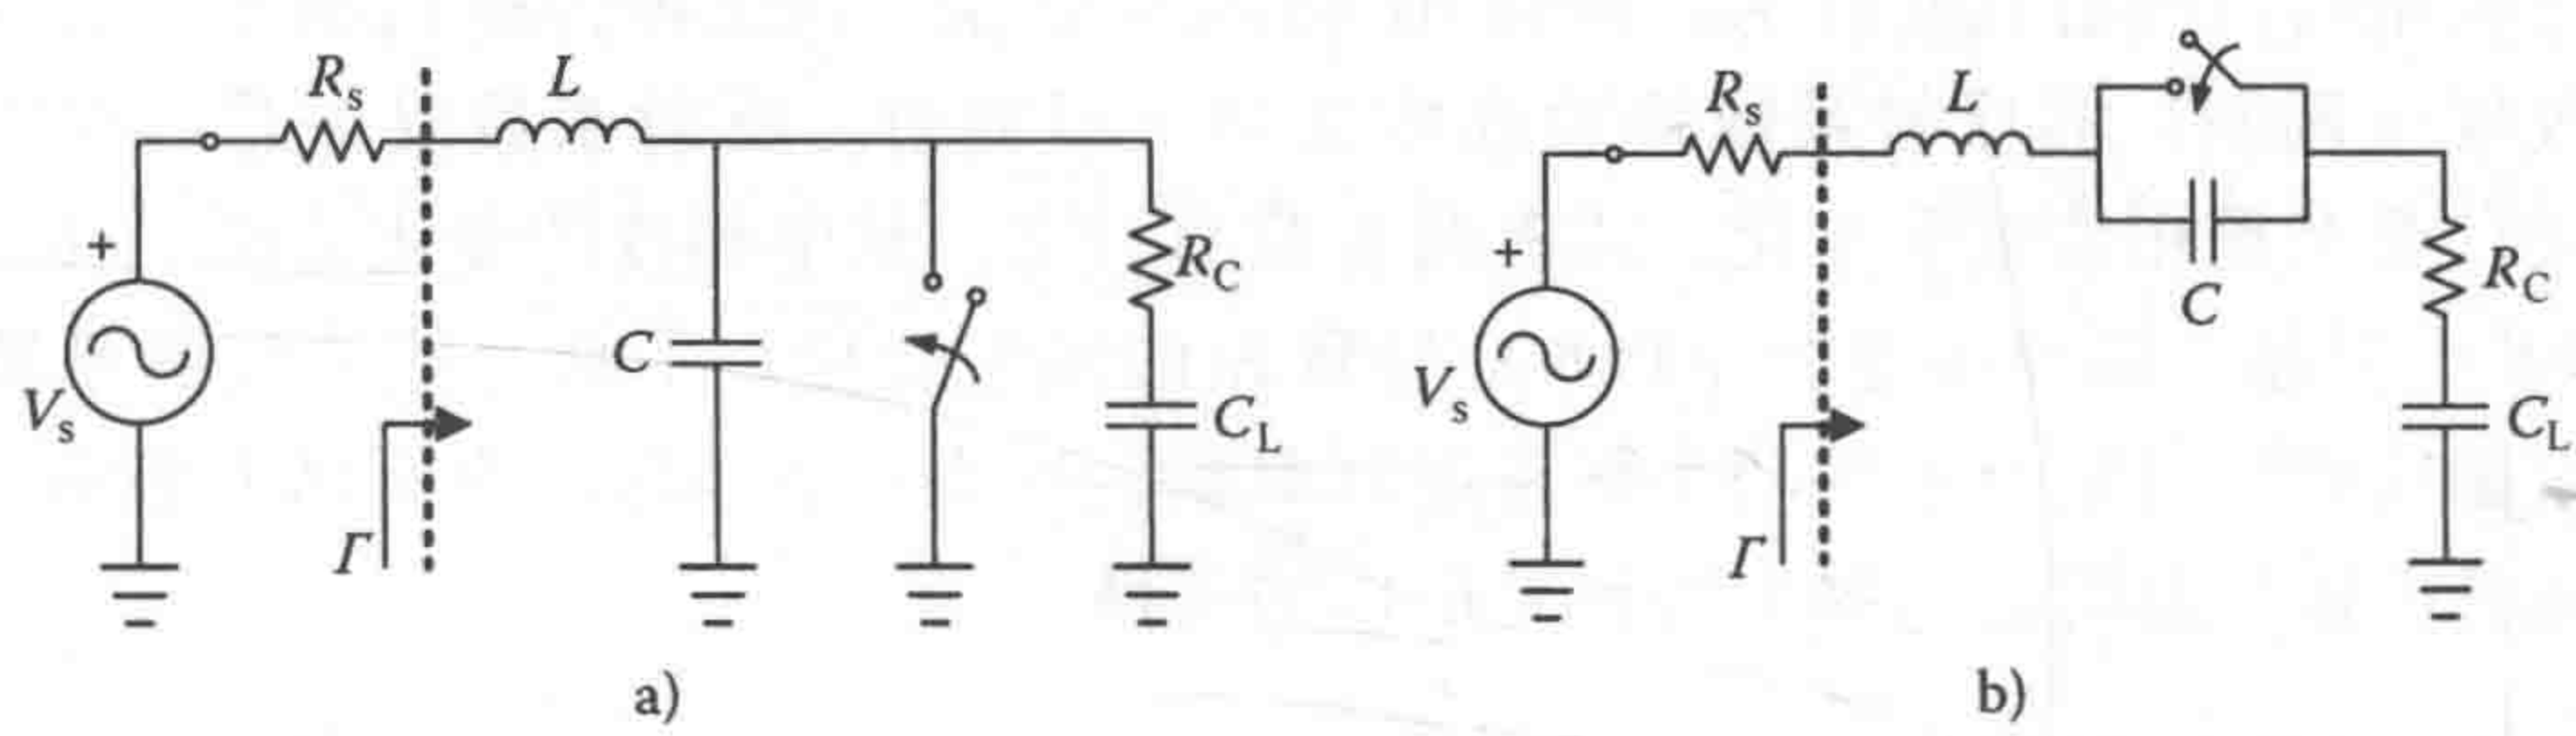 R_s L
+
V_s
Γ
C
R_C
C_L
a)
R_s L
+
V_s
Γ
C
R_C
C_L
b)